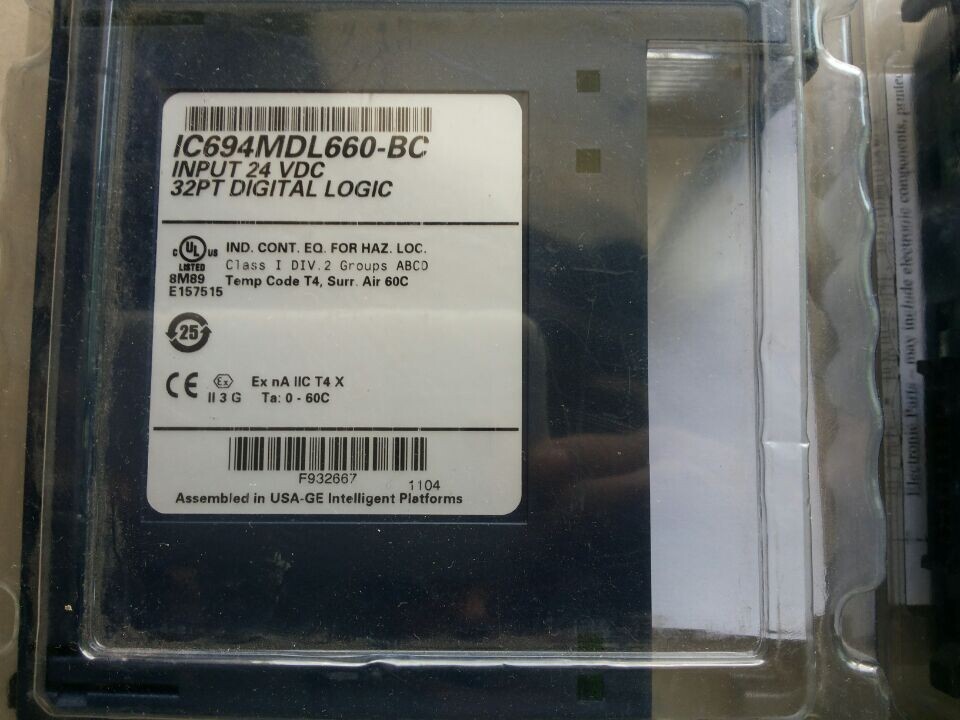 IC694MDL660-BC
INPUT 24 VDC
32PT DIGITAL LOGIC
C UL US
LISTED
8M89
E157515
IND. CONT. EQ. FOR HAZ. LOC.
Class I DIV.2 Groups ABCD
Temp Code T4, Surr. Air 60C
25
CE
Ex
II 3 G
Ex nA IIC T4 X
Ta: 0 - 60C
F932667
1104
Assembled in USA-GE Intelligent Platforms
Electronic Parts - may include electronic components, printed